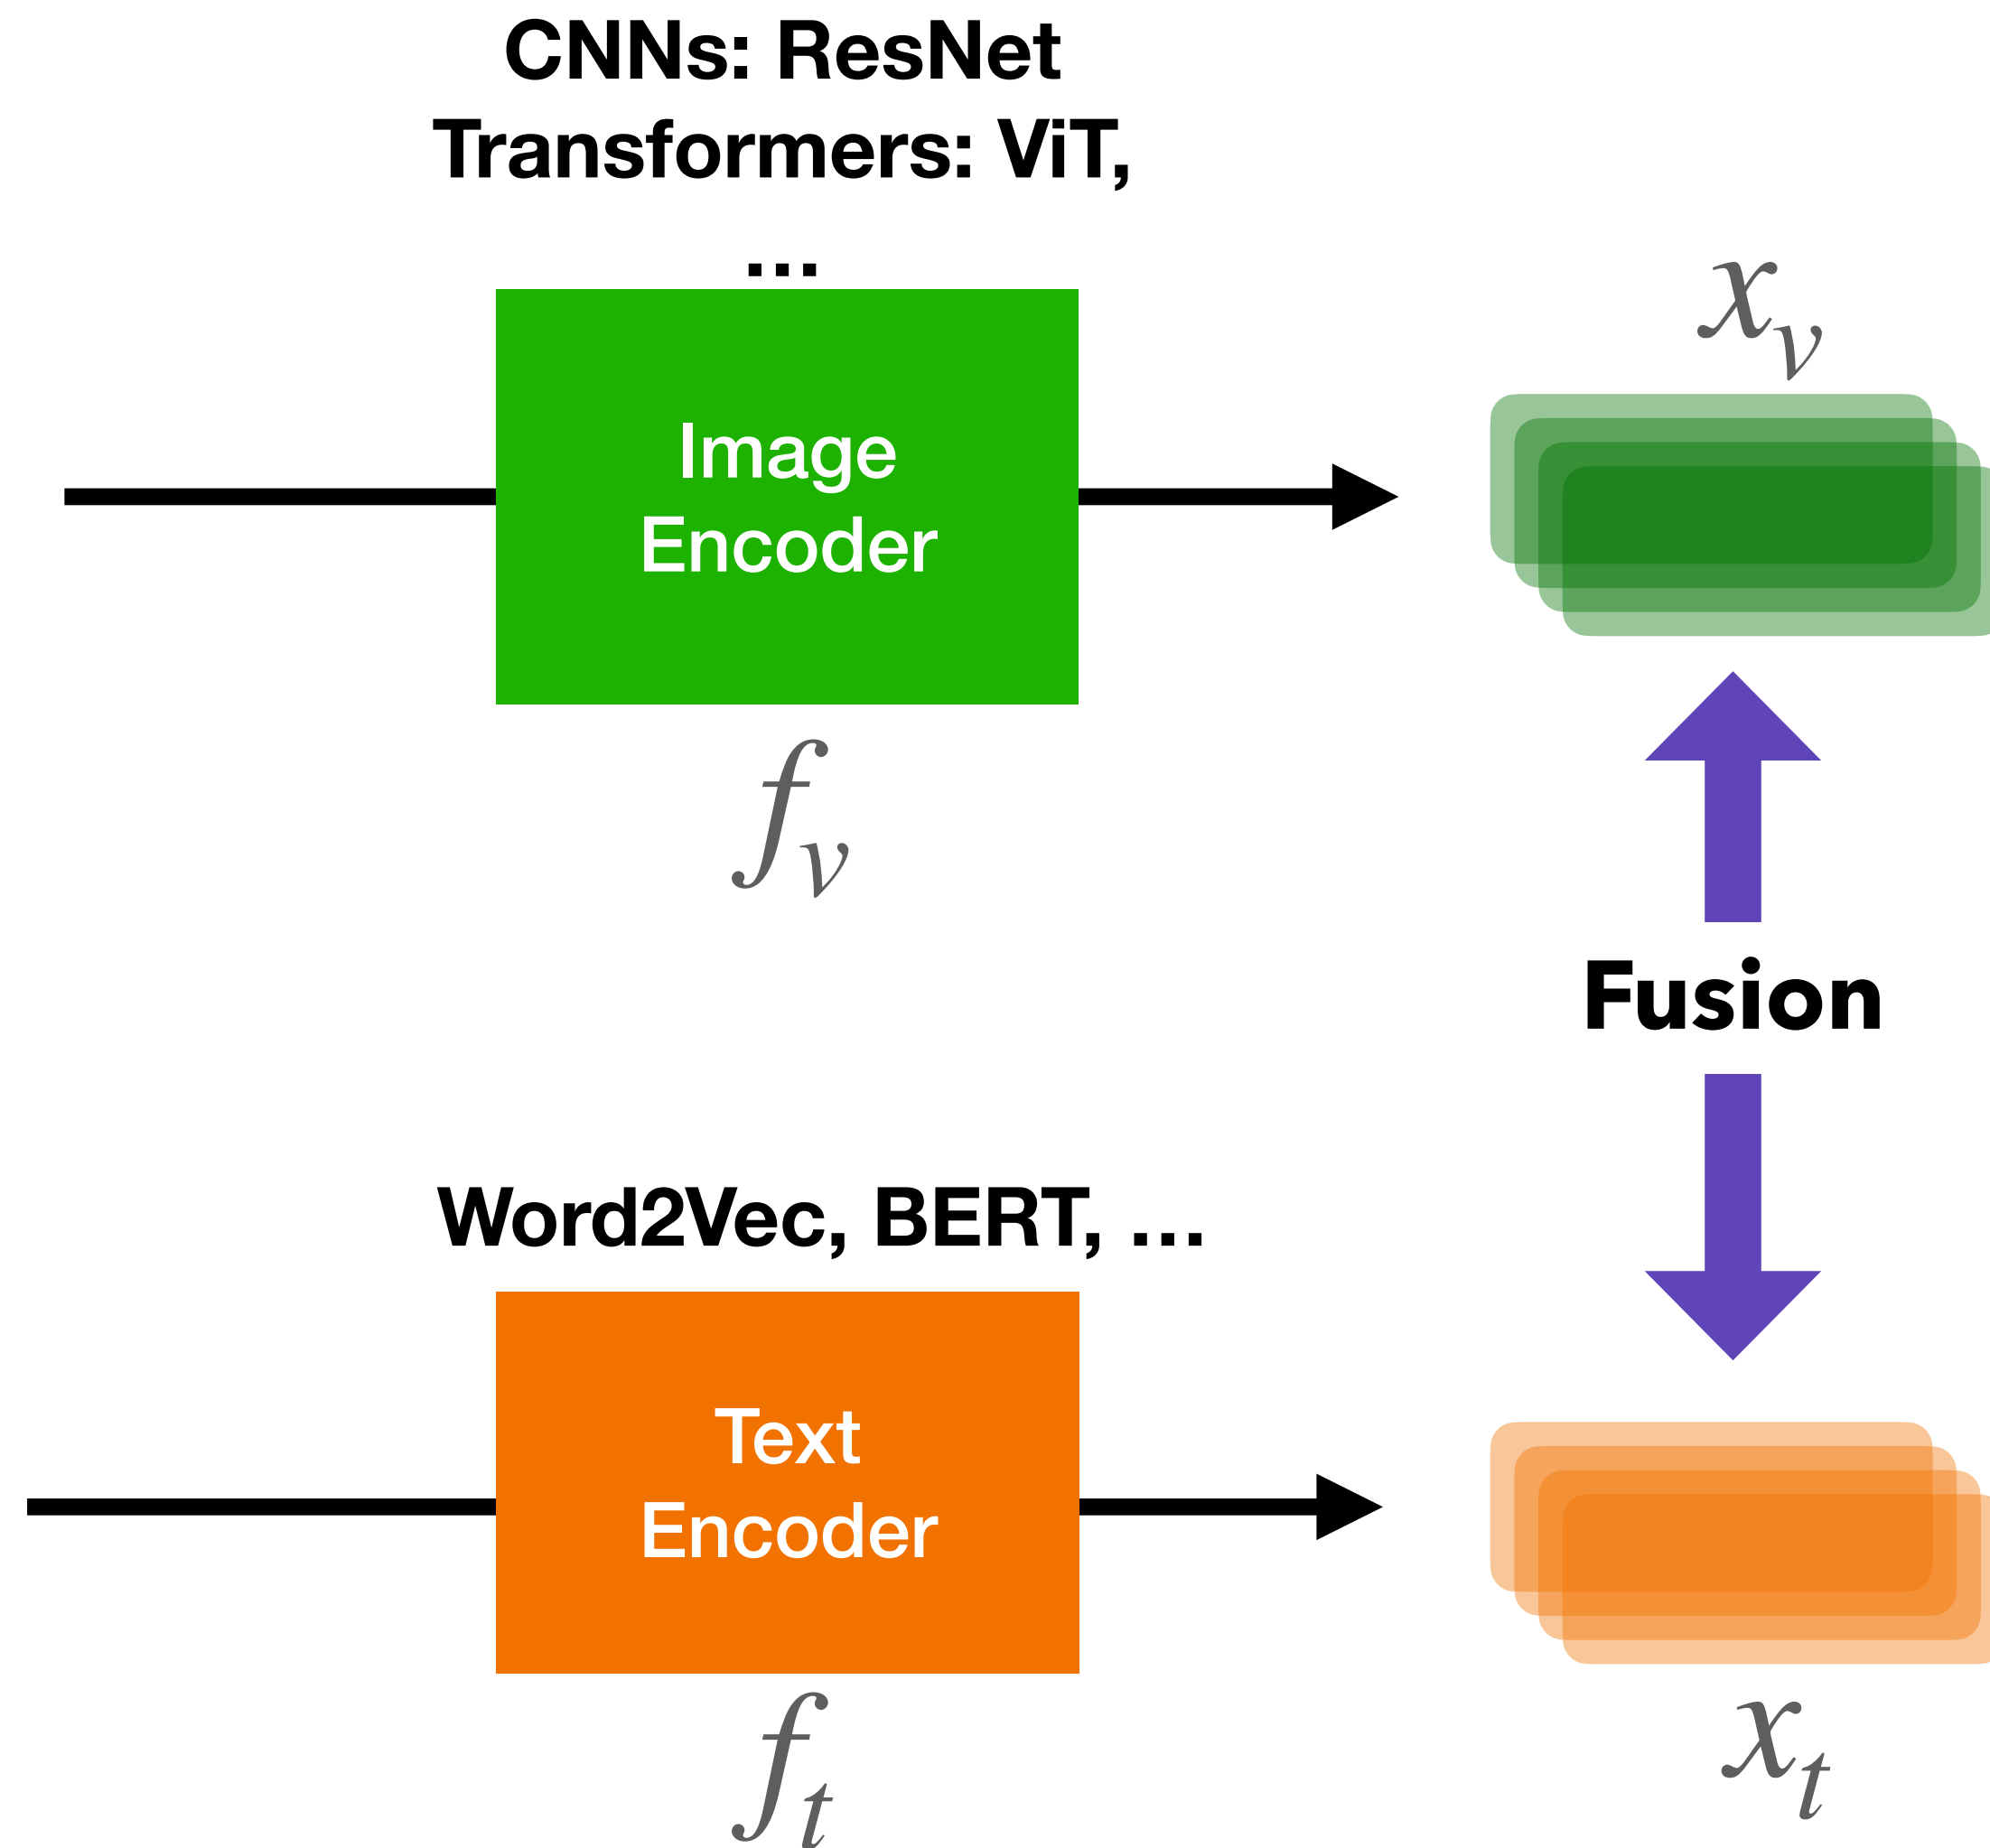 CNNs: ResNet
Transformers: ViT,
...
Image
Encoder
x_v
f_v
Fusion
Word2Vec, BERT, ...
Text
Encoder
f_t
x_t